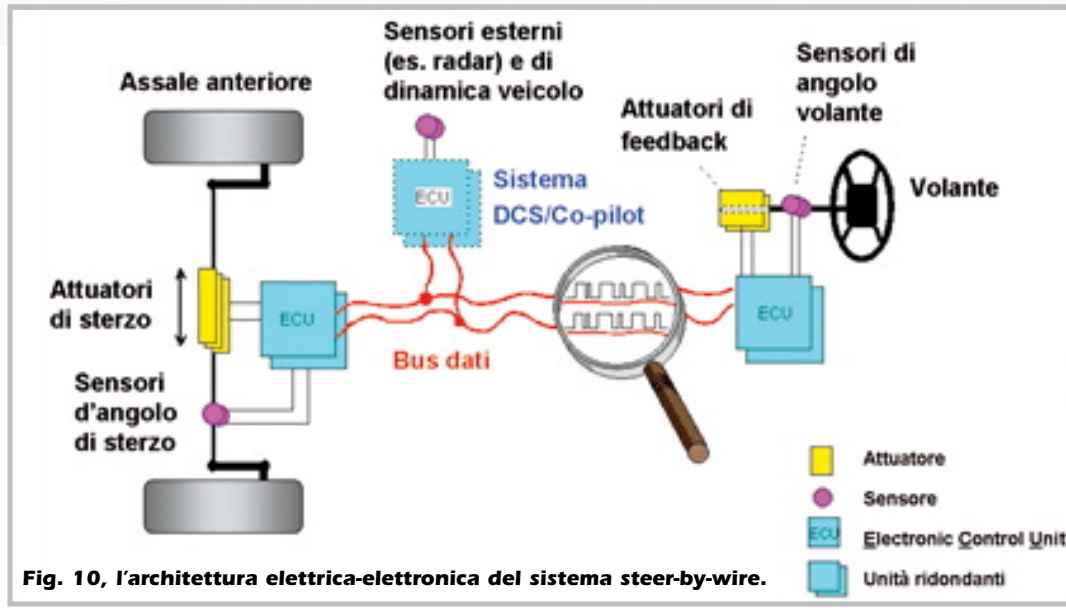 Assale anteriore
Sensori esterni
(es. radar) e di
dinamica veicolo
Sensori di
angolo
volante
Attuatori di
feedback
Volante
ECU
Sistema
DCS/Co-pilot
Attuatori
di sterzo
ECU
Bus dati
ECU
Sensori
d'angolo
di sterzo
Attuatore
Sensore
ECU
Electronic Control Unit
Unità ridondanti
Fig. 10, l'architettura elettrica-elettronica del sistema steer-by-wire.